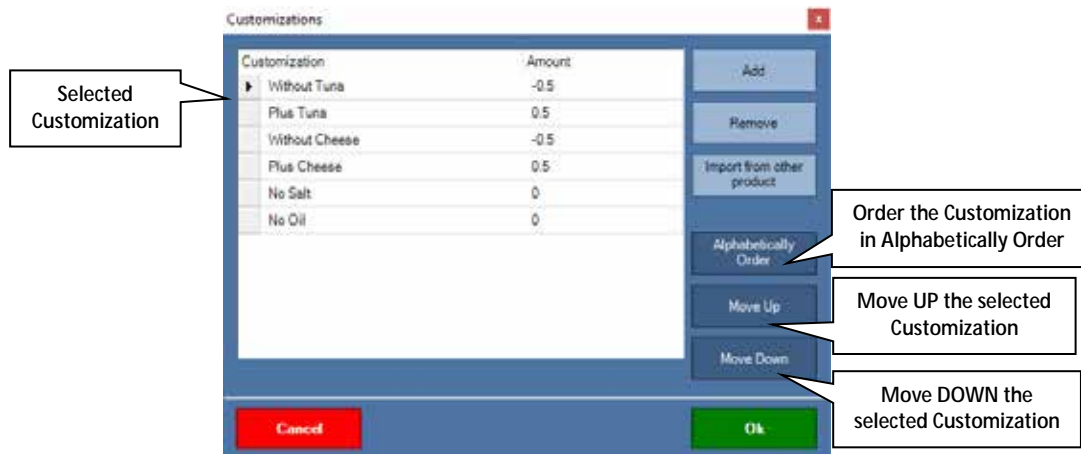 Customizations
x
Customization Amount
Without Tuna -0.5
Plus Tuna 0.5
Without Cheese -0.5
Plus Cheese 0.5
No Salt 0
No Oil 0
Add
Remove
Import from other
product
Alphabetically
Order
Move Up
Move Down
Cancel
Ok
Selected
Customization
Order the Customization
in Alphabetically Order
Move UP the selected
Customization
Move DOWN the
selected Customization